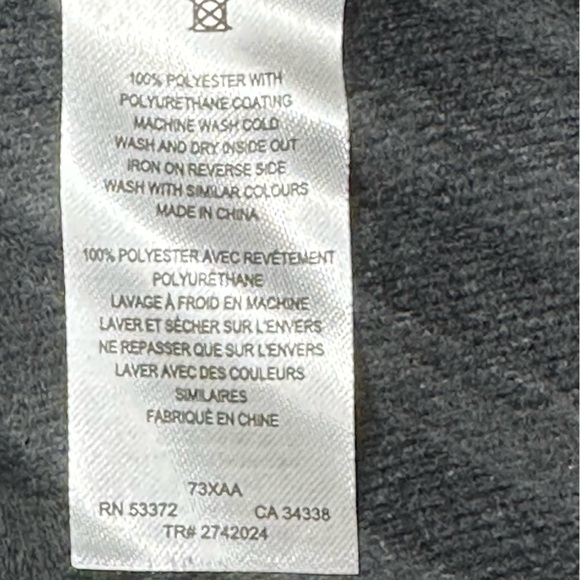 100% POLYESTER WITH
POLYURETHANE COATING
MACHINE WASH COLD
WASH AND DRY INSIDE OUT
IRON ON REVERSE SIDE
WASH WITH SIMILAR COLOURS
MADE IN CHINA
100% POLYESTER AVEC REVÊTEMENT
POLYURÉTHANE
LAVAGE À FROID EN MACHINE
LAVER ET SÉCHER SUR L'ENVERS
NE REPASSER QUE SUR L'ENVERS
LAVER AVEC DES COULEURS
SIMILAIRES
FABRIQUÉ EN CHINE
73XAA
RN 53372 CA 34338
TR# 2742024